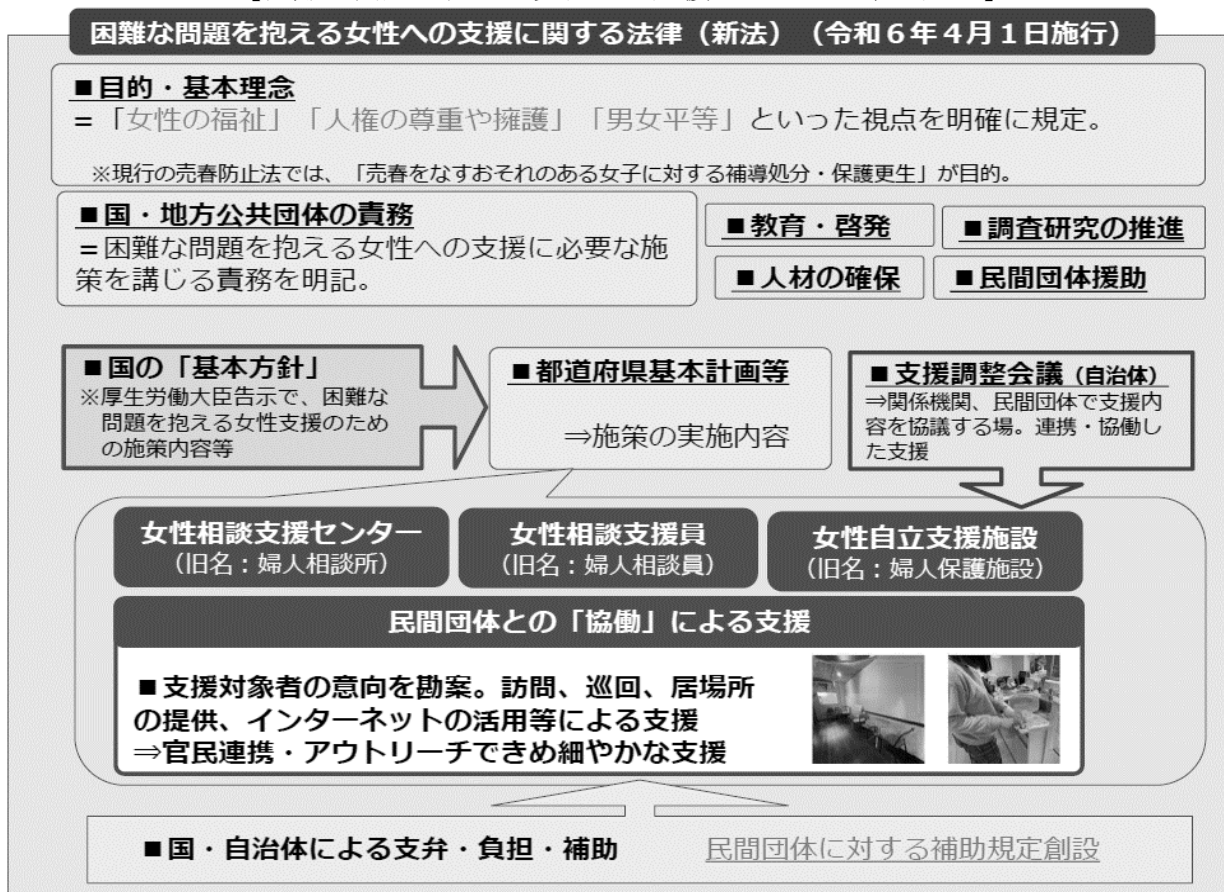 困難な問題を抱える女性への支援に関する法律（新法）（令和６年４月１日施行）
■目的・基本理念
＝「女性の福祉」「人権の尊重や擁護」「男女平等」といった視点を明確に規定。
※現行の売春防止法では、「売春をなすおそれのある女子に対する補導処分・保護更生」が目的。
■国・地方公共団体の責務
＝困難な問題を抱える女性への支援に必要な施
策を講じる責務を明記。
■教育・啓発
■調査研究の推進
■人材の確保
■民間団体援助
■国の「基本方針」
※厚生労働大臣告示で、困難な
問題を抱える女性支援のため
の施策内容等
■都道府県基本計画等
⇒施策の実施内容
■支援調整会議（自治体）
⇒関係機関、民間団体で支援内
容を協議する場。連携・協働し
た支援
女性相談支援センター
（旧名：婦人相談所）
女性相談支援員
（旧名：婦人相談員）
女性自立支援施設
（旧名：婦人保護施設）
民間団体との「協働」による支援
■支援対象者の意向を勘案。訪問、巡回、居場所
の提供、インターネットの活用等による支援
⇒官民連携・アウトリーチできめ細やかな支援
■国・自治体による支弁・負担・補助
民間団体に対する補助規定創設